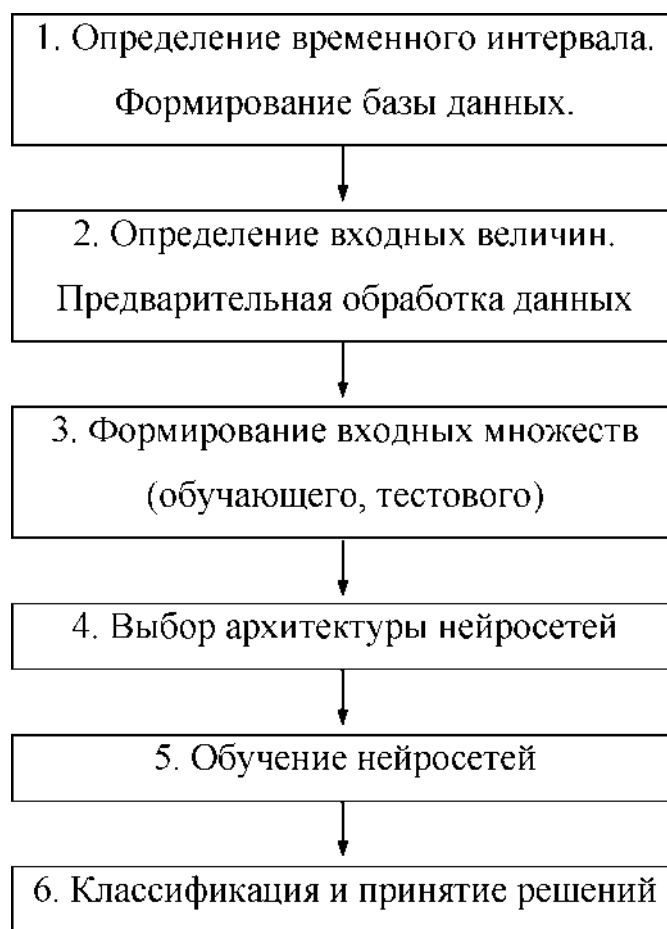 1. Определение временного интервала.
Формирование базы данных.
2. Определение входных величин.
Предварительная обработка данных
3. Формирование входных множеств
(обучающего, тестового)
4. Выбор архитектуры нейросетей
5. Обучение нейросетей
6. Классификация и принятие решений